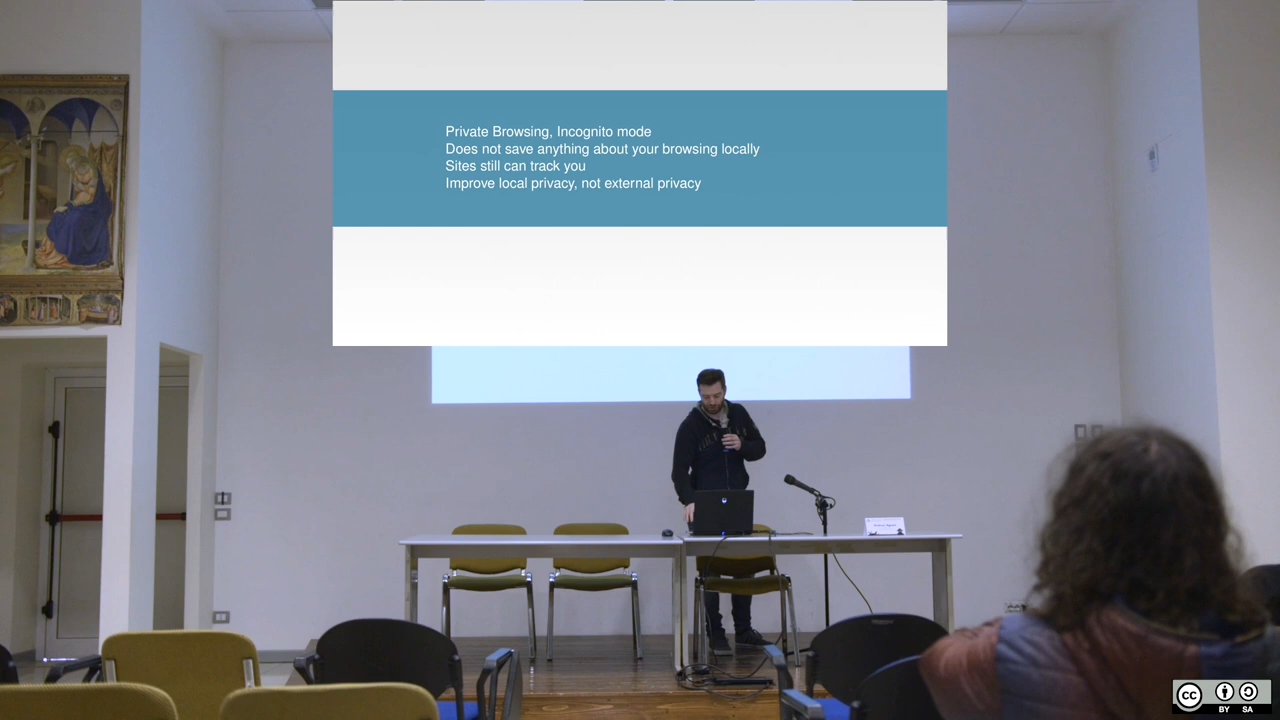 Private Browsing, Incognito mode
Does not save anything about your browsing locally
Sites still can track you
Improve local privacy, not external privacy
cc
BY SA